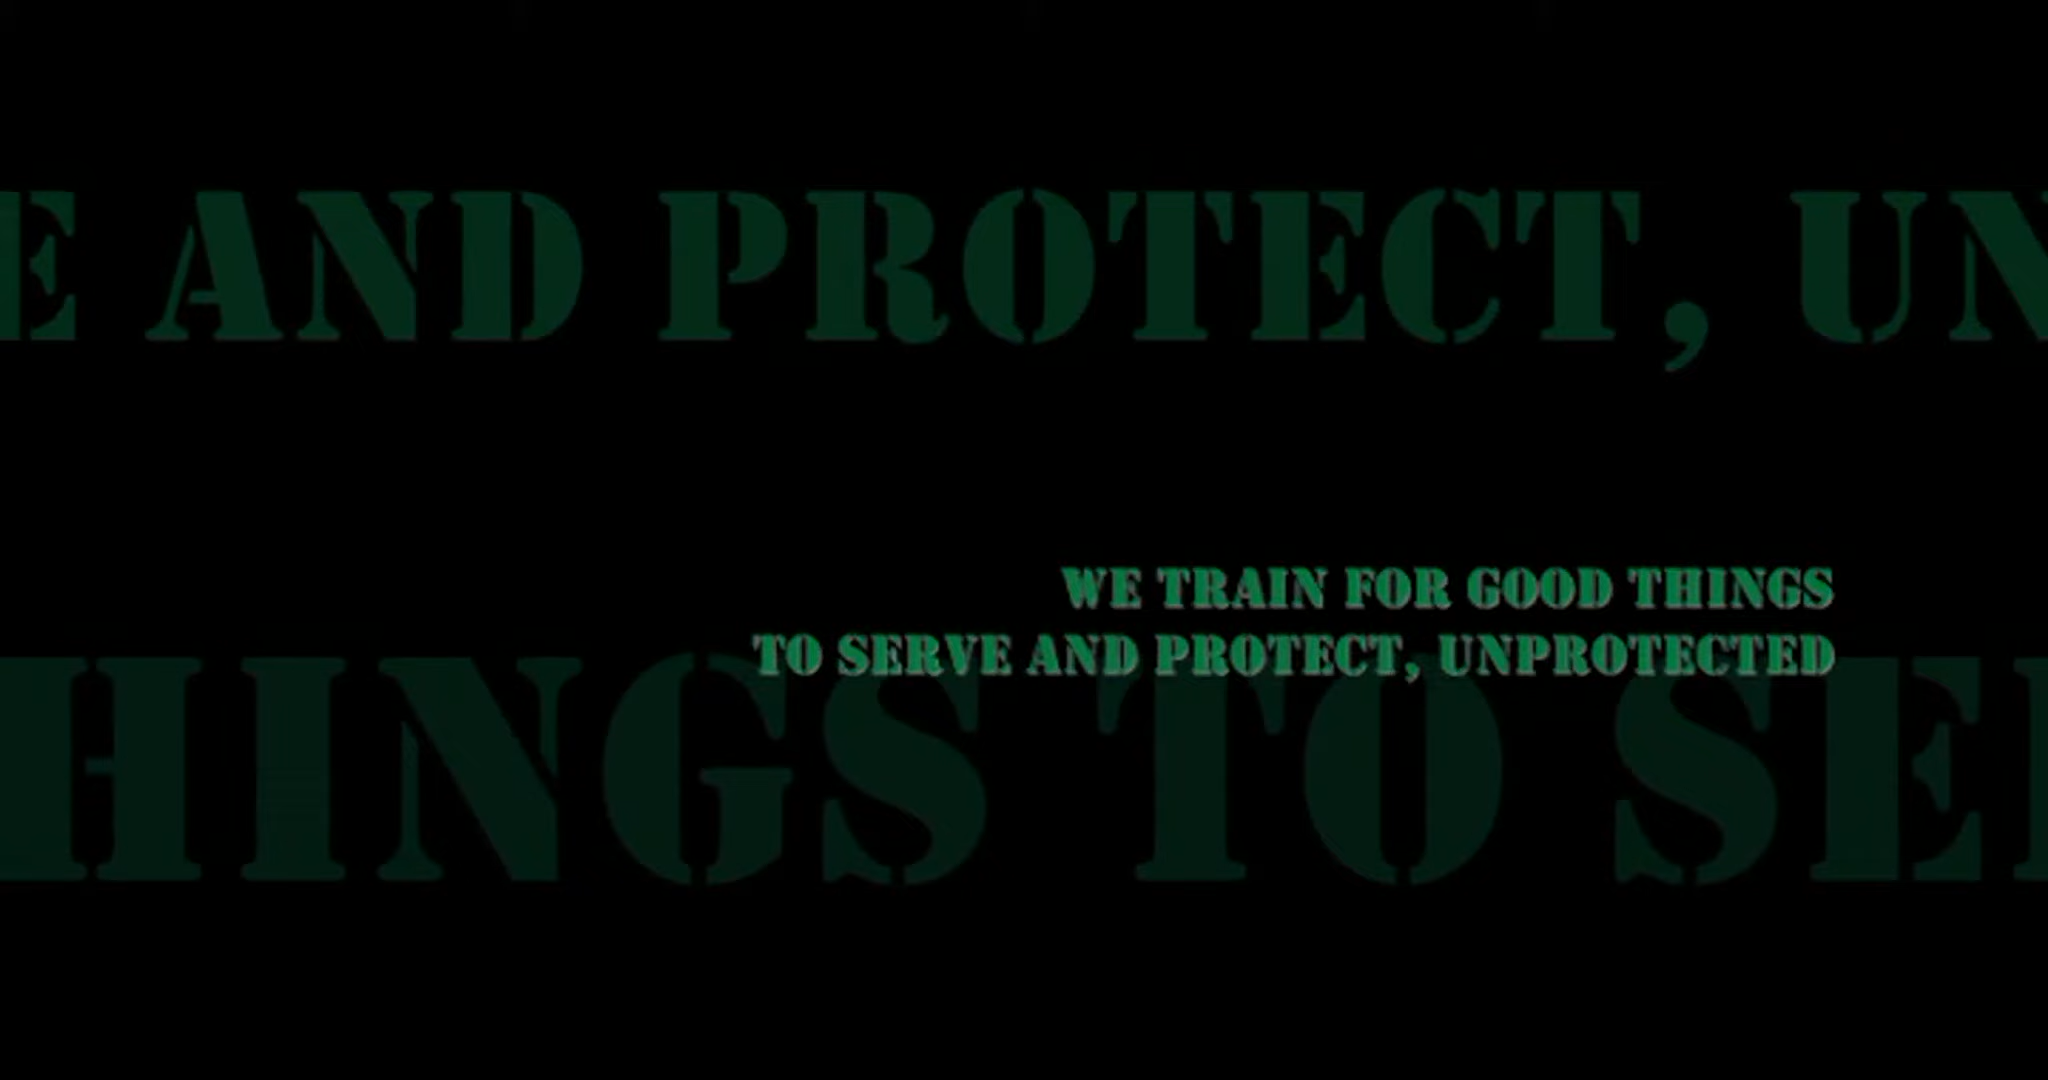 E AND PROTECT, UN
WE TRAIN FOR GOOD THINGS
TO SERVE AND PROTECT, UNPROTECTED
HINGS TO SE